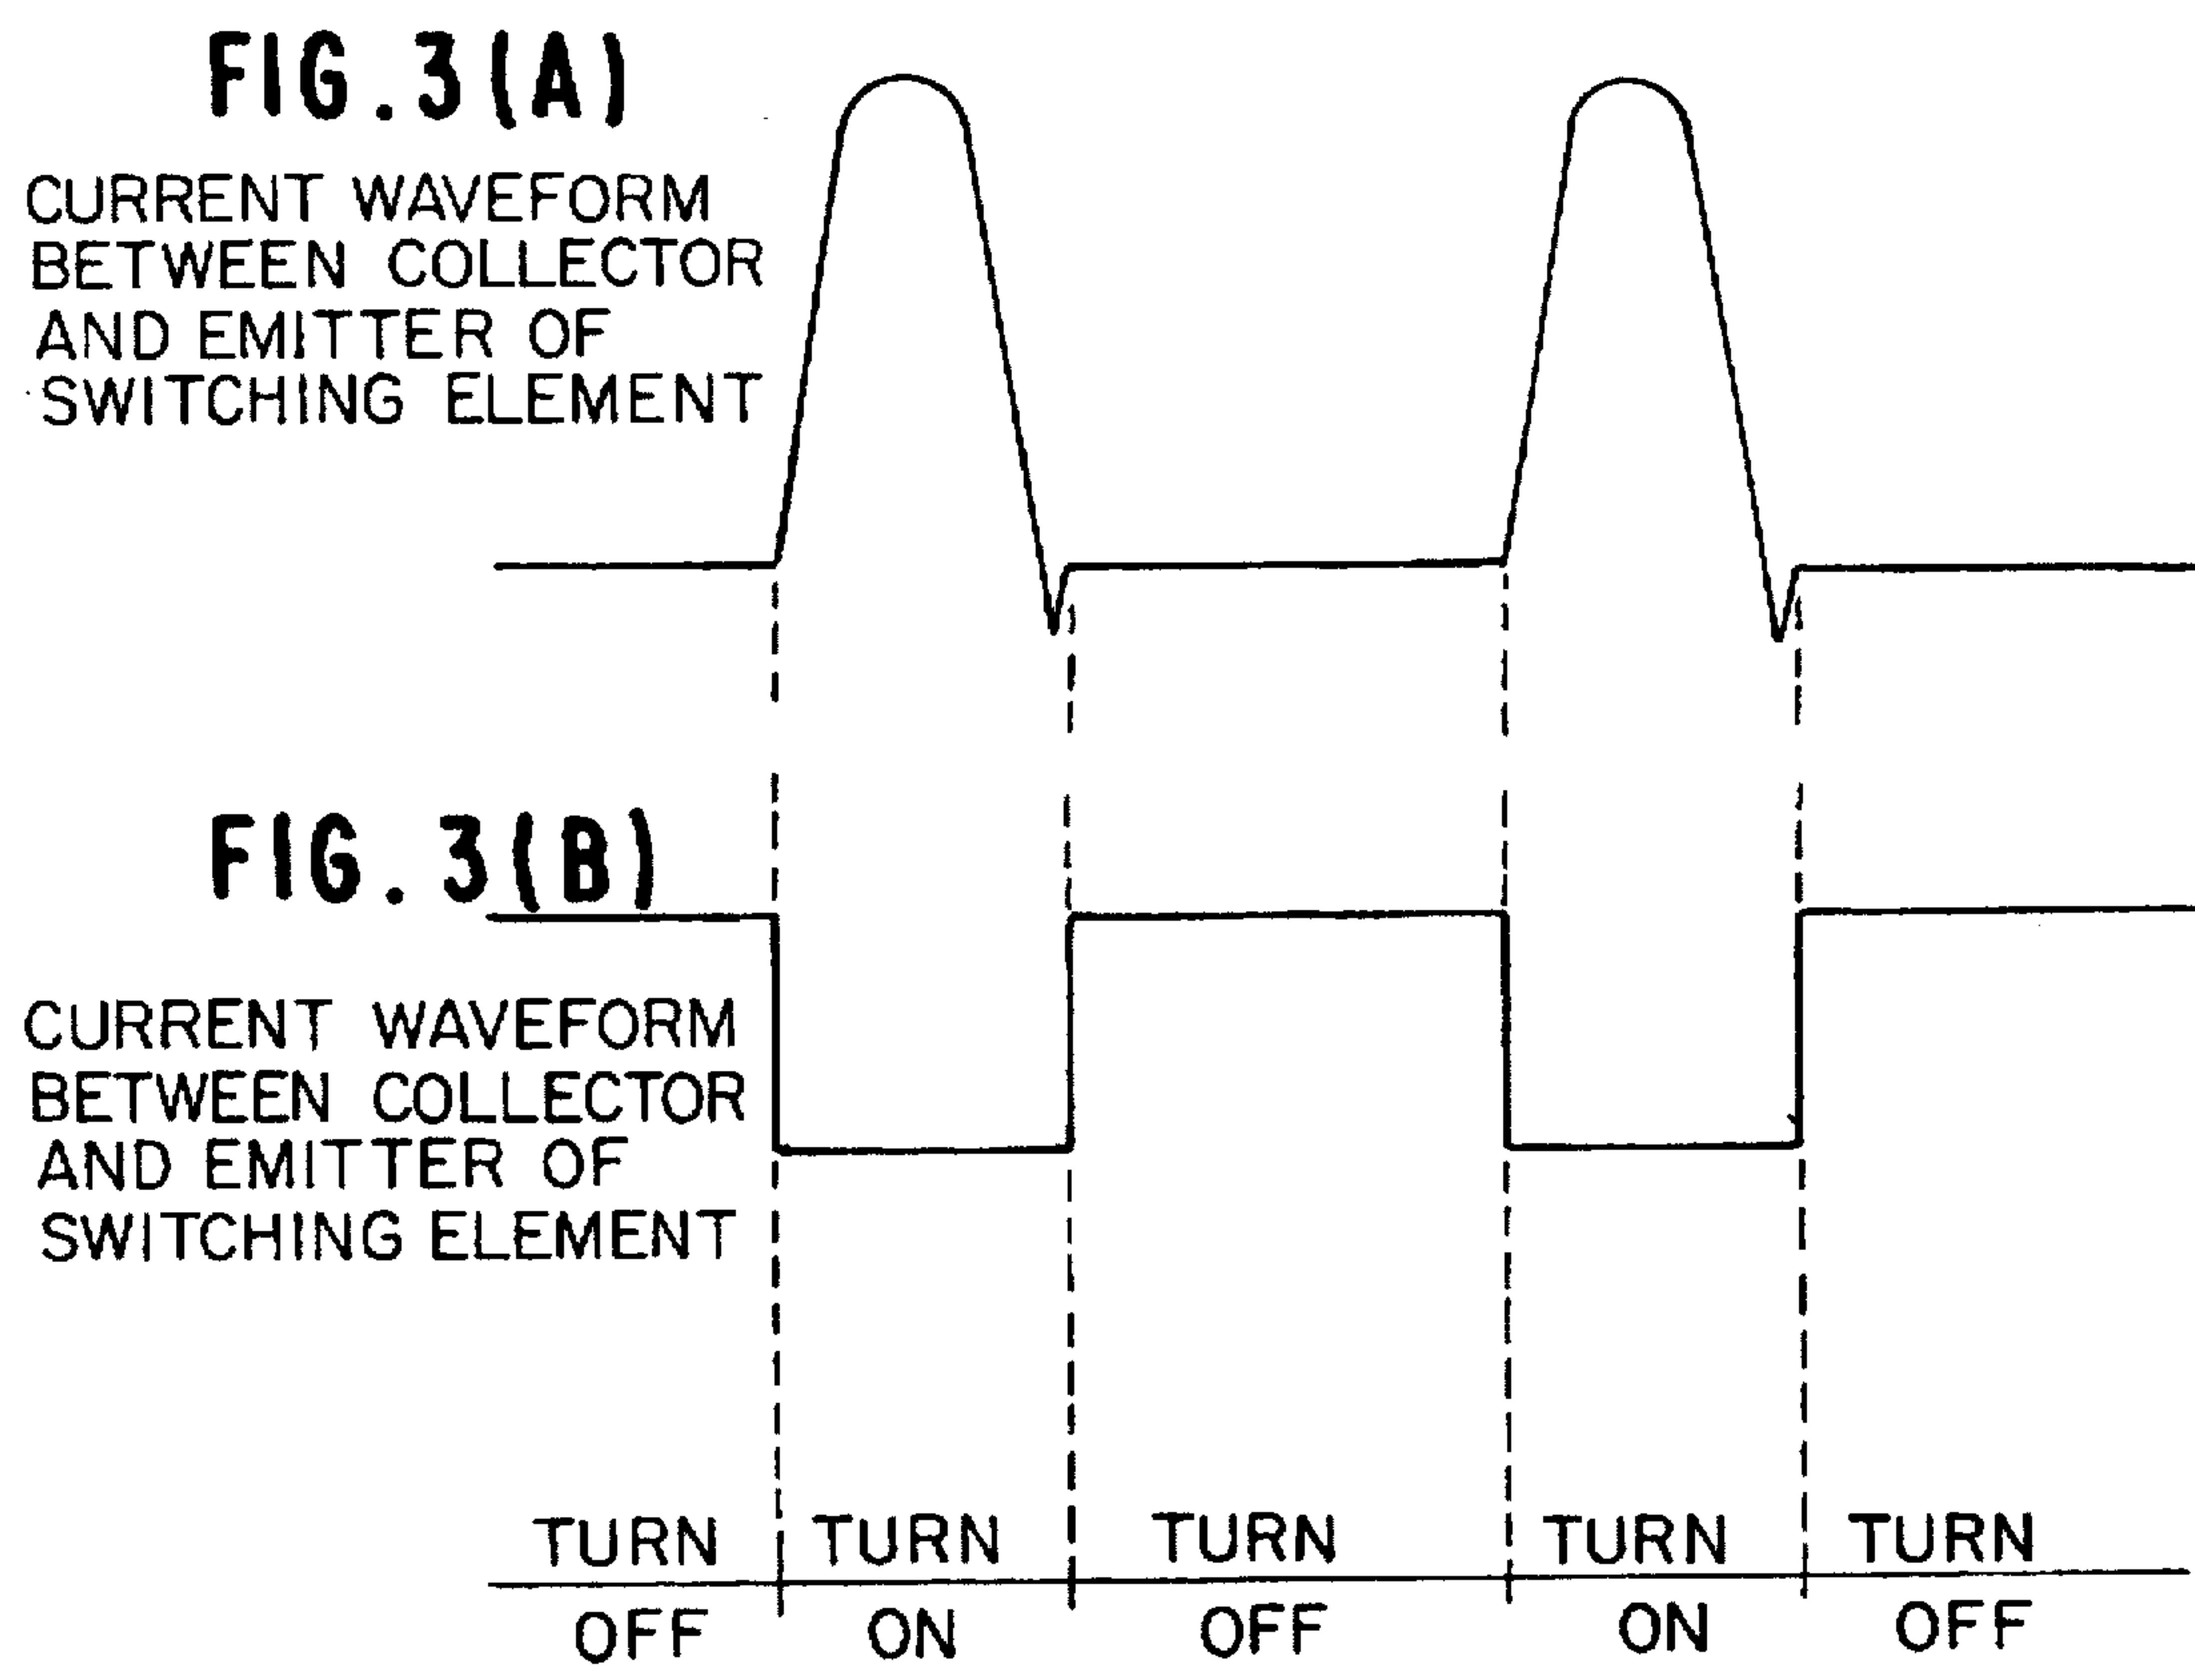 FIG.3(A)
CURRENT WAVEFORM
BETWEEN COLLECTOR
AND EMITTER OF
SWITCHING ELEMENT
FIG.3(B)
CURRENT WAVEFORM
BETWEEN COLLECTOR
AND EMITTER OF
SWITCHING ELEMENT
TURN TURN TURN TURN TURN
OFF ON OFF ON OFF